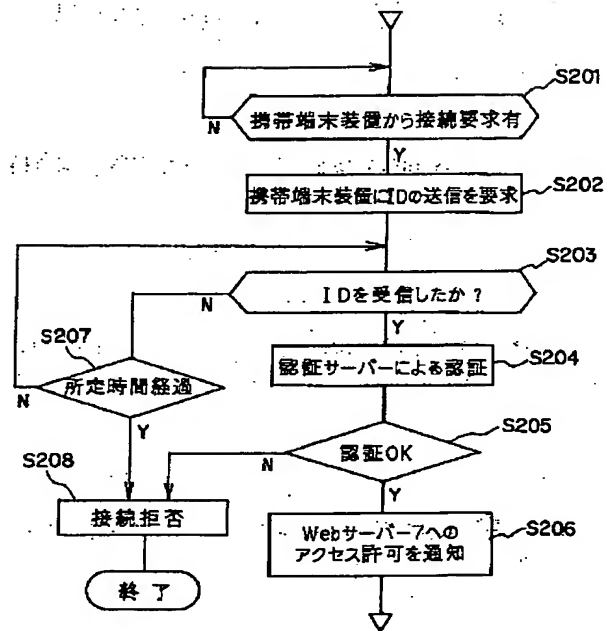 S201
携帯端末装置から接続要求有
N
Y
携帯端末装置にIDの送信を要求
S202
S203
IDを受信したか?
N
Y
S207
所定時間経過
N
Y
認証サーバーによる認証
S204
S205
認証OK
N
Y
S208
接続拒否
Webサーバー7への
アクセス許可を通知
S206
終了